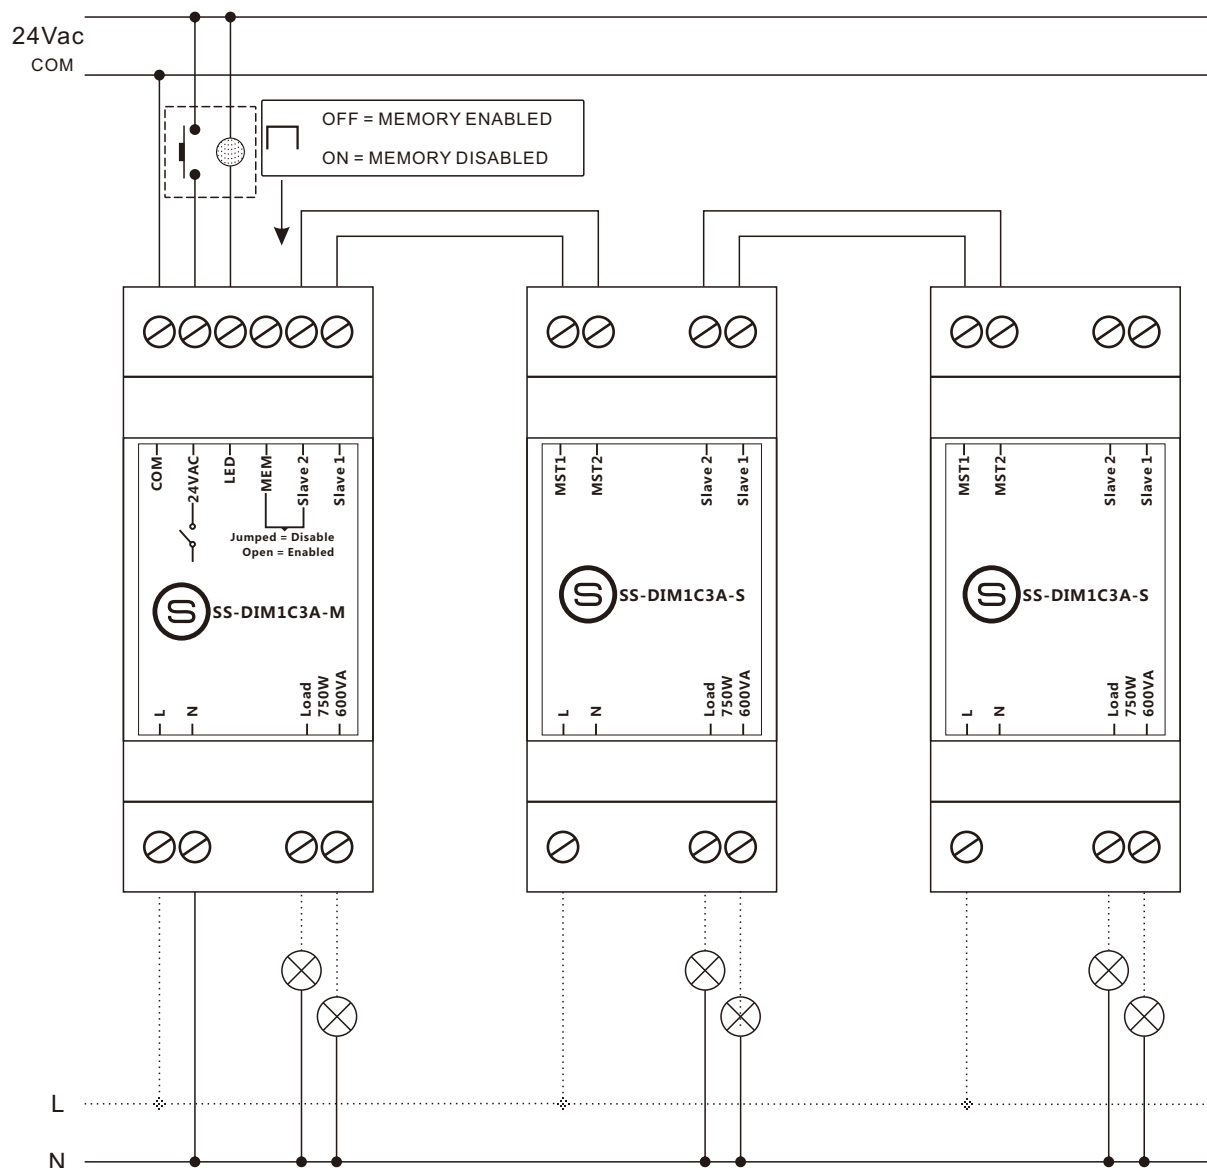 24Vac
COM
OFF = MEMORY ENABLED
ON = MEMORY DISABLED
COM
24VAC
LED
MEM
Slave 2
Slave 1
Jumped = Disable
Open = Enabled
S
SS-DIM1C3A-M
L
N
Load
750W
600VA
MST1
MST2
Slave 2
Slave 1
S
SS-DIM1C3A-S
L
N
Load
750W
600VA
MST1
MST2
Slave 2
Slave 1
S
SS-DIM1C3A-S
L
N
Load
750W
600VA
L
N